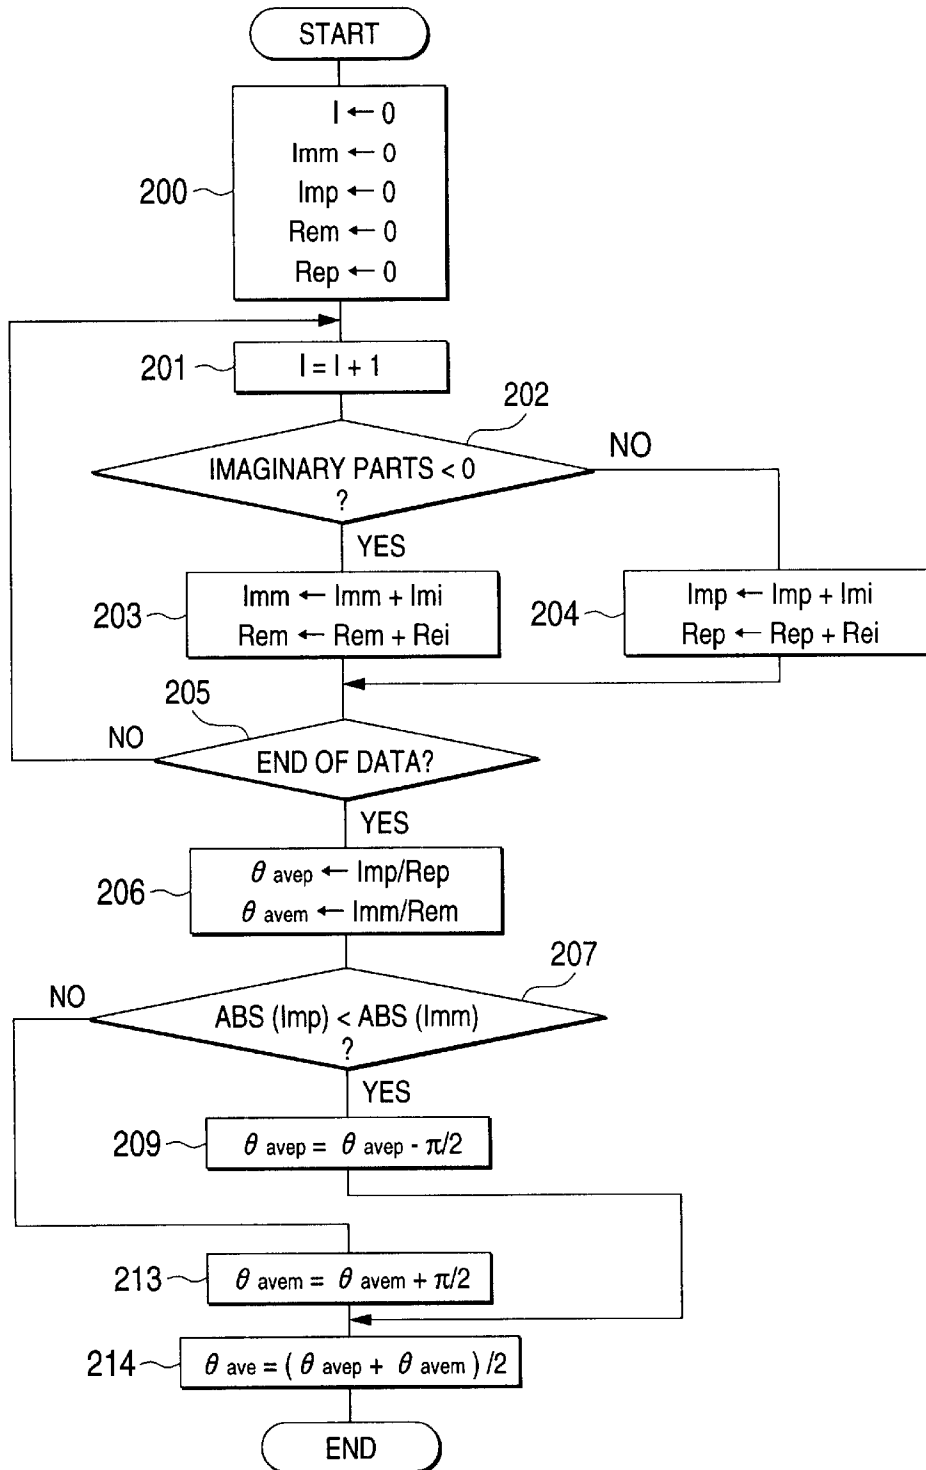 START
I ← 0
Imm ← 0
200
Imp ← 0
Rem ← 0
Rep ← 0
201
I = I + 1
202
IMAGINARY PARTS < 0
?
NO
YES
203
Imm ← Imm + Imi
Rem ← Rem + Rei
204
Imp ← Imp + Imi
Rep ← Rep + Rei
205
NO
END OF DATA?
YES
206
θ avep ← Imp/Rep
θ avem ← Imm/Rem
207
NO
ABS (Imp) < ABS (Imm)
?
YES
209
θ avep = θ avep - π/2
213
θ avem = θ avem + π/2
214
θ ave = ( θ avep + θ avem ) /2
END